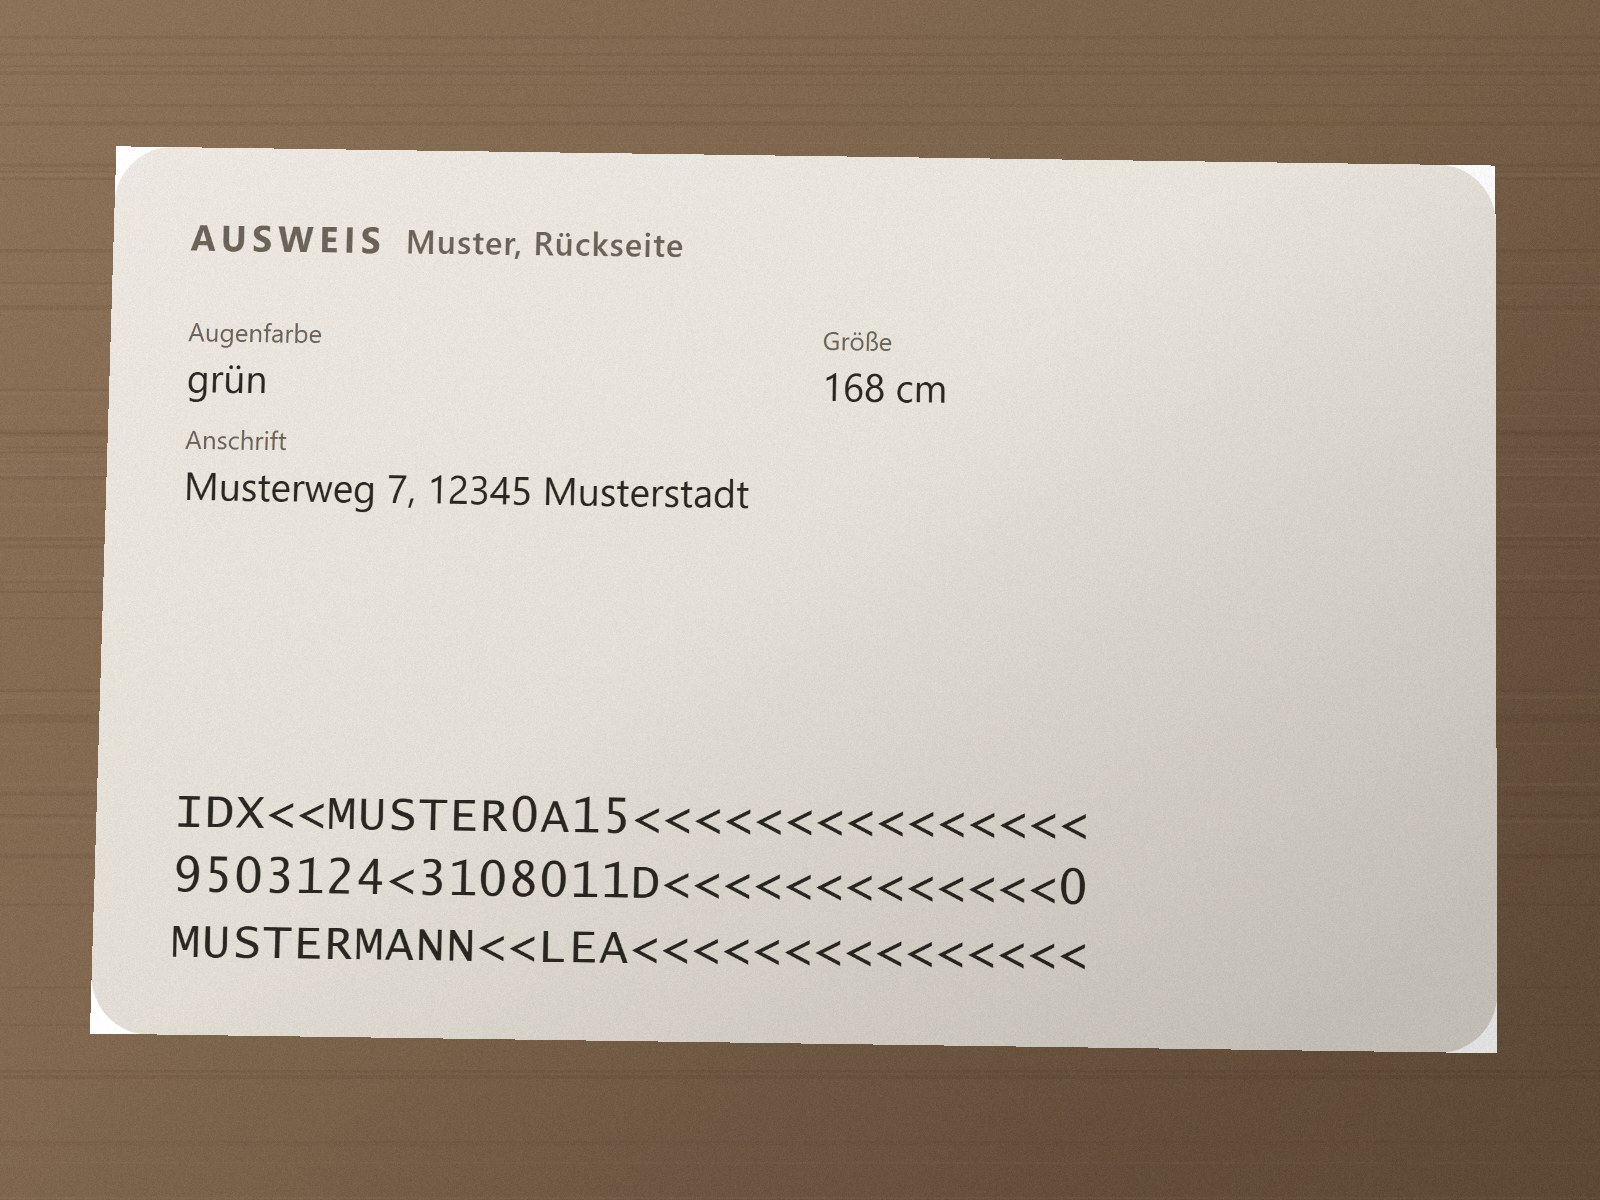 AUSWEIS Muster, Rückseite
Augenfarbe
grün
Größe
168 cm
Anschrift
Musterweg 7, 12345 Musterstadt
IDX<<MUSTER0A15<<<<<<<<<<<<<<<
9503124<3108011D<<<<<<<<<<<<<0
MUSTERMANN<<LEA<<<<<<<<<<<<<<<